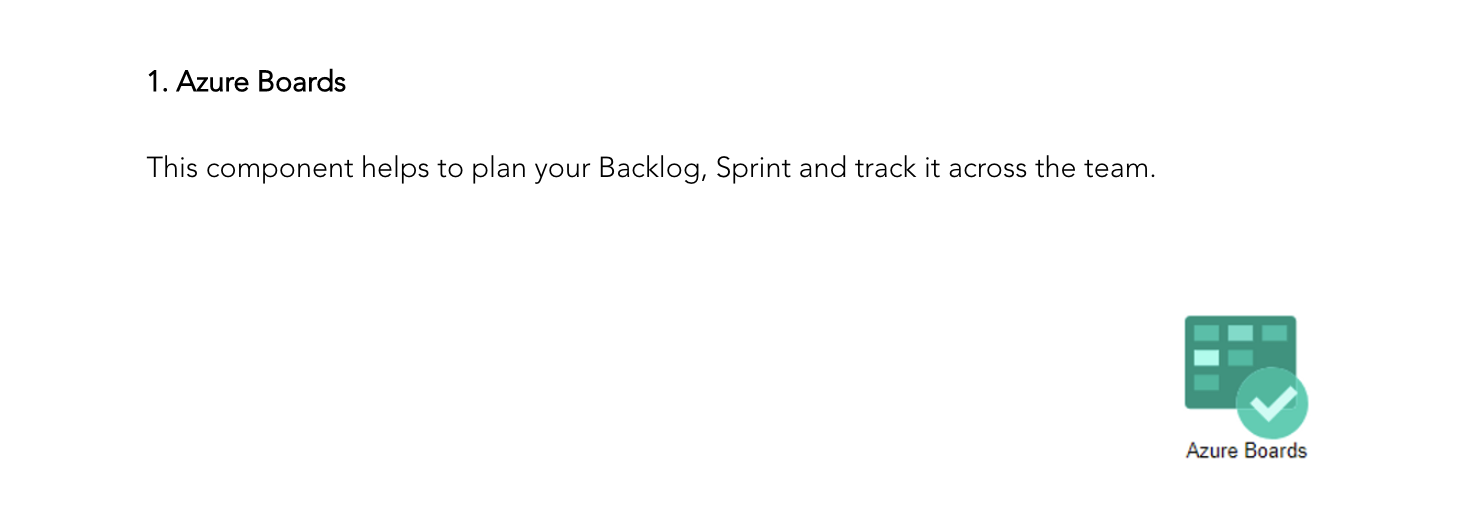 1. Azure Boards
This component helps to plan your Backlog, Sprint and track it across the team.
Azure Boards